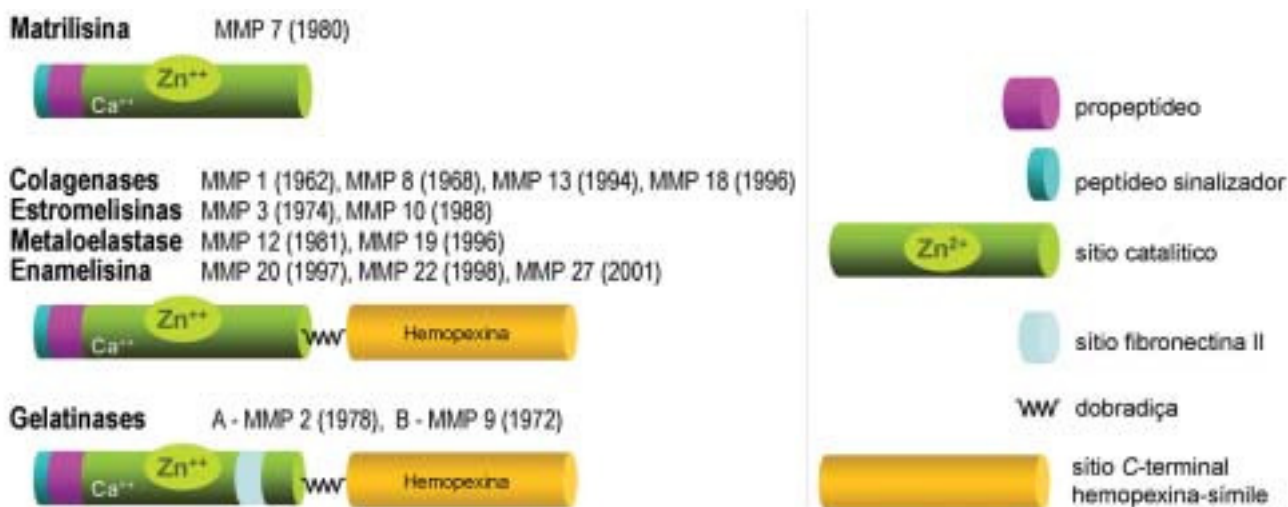 Matrilisina MMP 7 (1980)
Zn⁺⁺
Ca⁺⁺
Colagenases MMP 1 (1962), MMP 8 (1968), MMP 13 (1994), MMP 18 (1996)
Estromelisinas MMP 3 (1974), MMP 10 (1988)
Metaloelastase MMP 12 (1981), MMP 19 (1996)
Enamelisina MMP 20 (1997), MMP 22 (1998), MMP 27 (2001)
Zn⁺⁺
Ca⁺⁺
Hemopexina
Gelatinases A - MMP 2 (1978), B - MMP 9 (1972)
Zn⁺⁺
Ca⁺⁺
Hemopexina
propeptídeo
peptídeo sinalizador
Zn²⁺
sítio catalítico
sítio fibronectina II
dobradiça
sítio C-terminal
hemopexina-símile